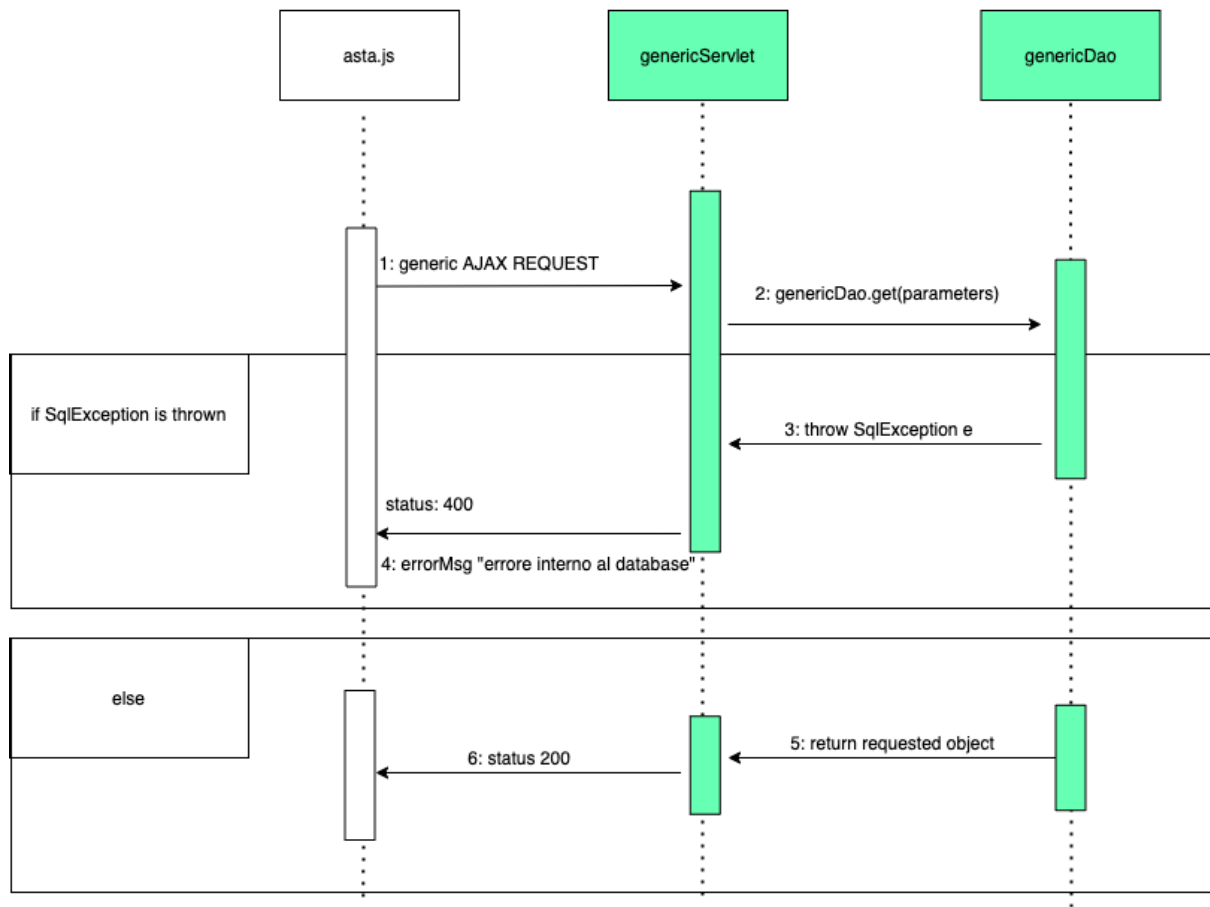 asta.js
genericServlet
genericDao
1: generic AJAX REQUEST
2: genericDao.get(parameters)
if SqlException is thrown
3: throw SqlException e
status: 400
4: errorMsg "errore interno al database"
else
5: return requested object
6: status 200